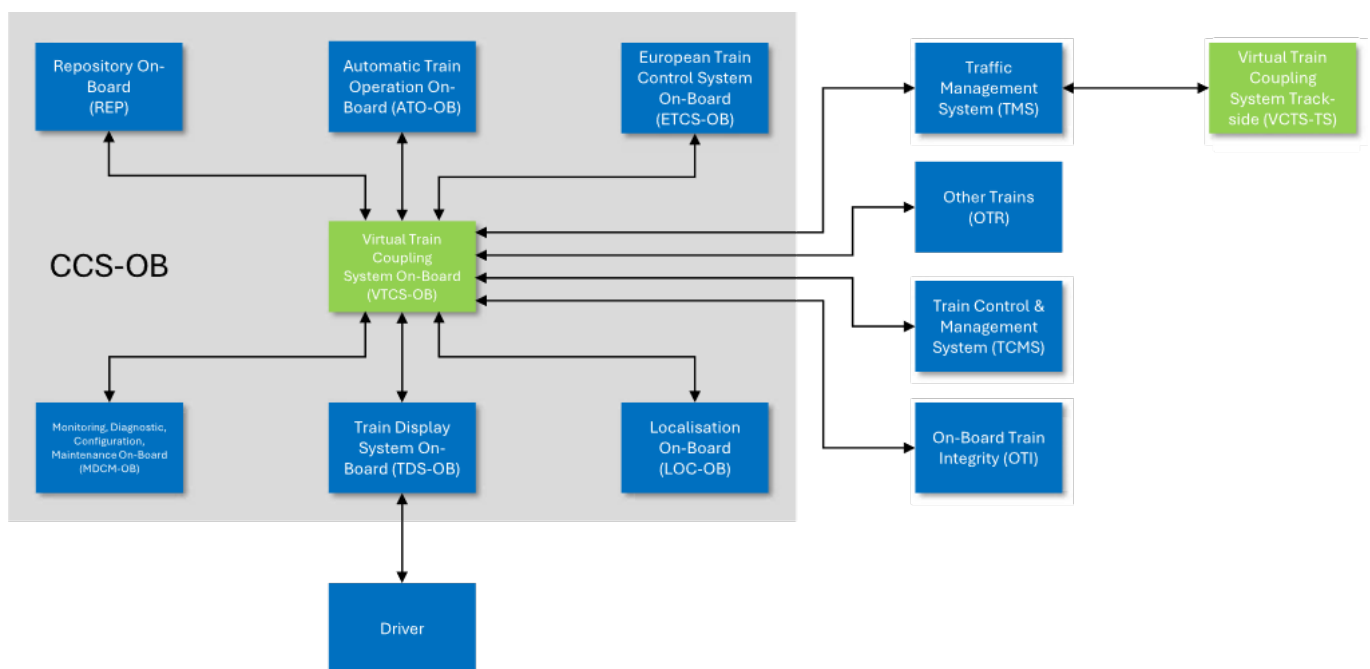 Repository On-
Board
(REP)
Automatic Train
Operation On-
Board (ATO-OB)
European Train
Control System
On-Board
(ETCS-OB)
Traffic
Management
System (TMS)
Virtual Train
Coupling
System Track-
side (VCTS-TS)
Other Trains
(OTR)
CCS-OB
Virtual Train
Coupling
System On-Board
(VTCS-OB)
Train Control &
Management
System (TCMS)
Monitoring, Diagnostic,
Configuration,
Maintenance On-Board
(MDCM-OB)
Train Display
System On-
Board (TDS-OB)
Localisation
On-Board
(LOC-OB)
On-Board Train
Integrity (OTI)
Driver